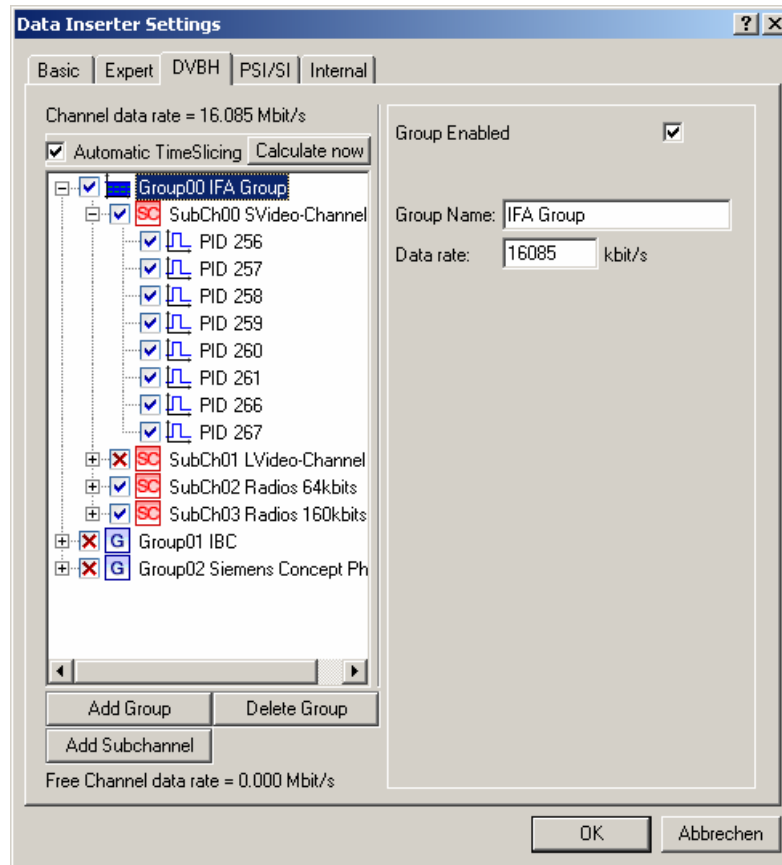 Data Inserter Settings
Basic Expert DVBH PSI/SI Internal
Channel data rate = 16.085 Mbit/s
Automatic TimeSlicing Calculate now
Group00 IFA Group
SC SubCh00 SVideo-Channel
PID 256
PID 257
PID 258
PID 259
PID 260
PID 261
PID 266
PID 267
SC SubCh01 LVideo-Channel
SC SubCh02 Radios 64kbits
SC SubCh03 Radios 160kbits
G Group01 IBC
G Group02 Siemens Concept Ph
Add Group Delete Group
Add Subchannel
Free Channel data rate = 0.000 Mbit/s
Group Enabled
Group Name: IFA Group
Data rate: 16085 kbit/s
OK Abbrechen